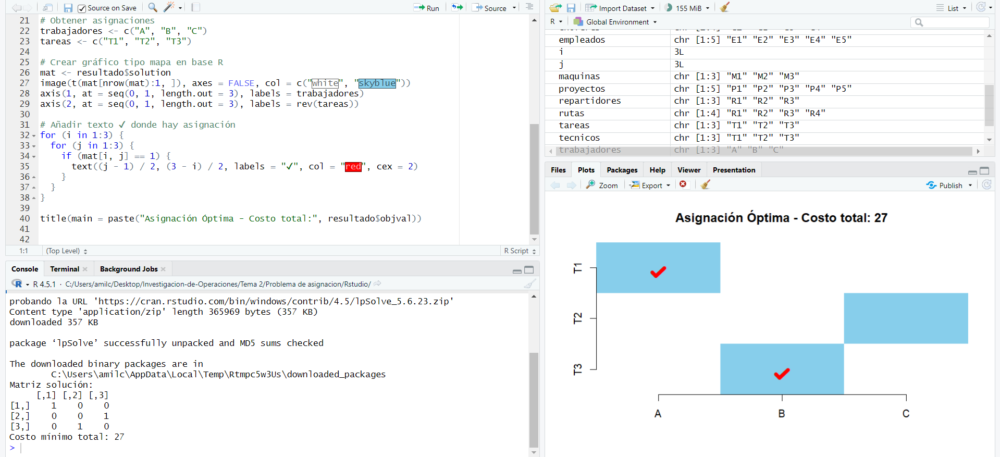 Source on Save
Run
Source
21 # Obtener asignaciones
22 trabajadores <- c("A", "B", "C")
23 tareas <- c("T1", "T2", "T3")
24
25 # Crear gráfico tipo mapa en base R
26 mat <- resultado$solution
27 image(t(mat[nrow(mat):1, ]), axes = FALSE, col = c("white", "skyblue"))
28 axis(1, at = seq(0, 1, length.out = 3), labels = trabajadores)
29 axis(2, at = seq(0, 1, length.out = 3), labels = rev(tareas))
30
31 # Añadir texto ✓ donde hay asignación
32 for (i in 1:3) {
33   for (j in 1:3) {
34     if (mat[i, j] == 1) {
35       text((j - 1) / 2, (3 - i) / 2, labels = "✓", col = "red", cex = 2)
36     }
37   }
38 }
39
40 title(main = paste("Asignación Óptima - Costo total:", resultado$objval))
41
42
1:1 (Top Level) R Script
Console Terminal Background Jobs
R 4.5.1 · C:/Users/amilc/Desktop/Investigacion-de-Operaciones/Tema 2/Problema de asignacion/Rstudio/
probando la URL 'https://cran.rstudio.com/bin/windows/contrib/4.5/lpSolve_5.6.23.zip'
Content type 'application/zip' length 365969 bytes (357 KB)
downloaded 357 KB
package ‘lpSolve’ successfully unpacked and MD5 sums checked
The downloaded binary packages are in
C:\Users\amilc\AppData\Local\Temp\Rtmpc5w3Us\downloaded_packages
Matriz solución:
     [,1] [,2] [,3]
[1,]    1    0    0
[2,]    0    0    1
[3,]    0    1    0
Costo mínimo total: 27
>
Import Dataset 155 MiB List
R Global Environment
empleados chr [1:5] "E1" "E2" "E3" "E4" "E5"
i 3L
j 3L
maquinas chr [1:3] "M1" "M2" "M3"
proyectos chr [1:5] "P1" "P2" "P3" "P4" "P5"
repartidores chr [1:3] "R1" "R2" "R3"
rutas chr [1:4] "R1" "R2" "R3" "R4"
tareas chr [1:3] "T1" "T2" "T3"
tecnicos chr [1:3] "T1" "T2" "T3"
trabajadores chr [1:3] "A" "B" "C"
Files Plots Packages Help Viewer Presentation
Zoom Export Publish
Asignación Óptima - Costo total: 27
T1
T2
T3
A B C